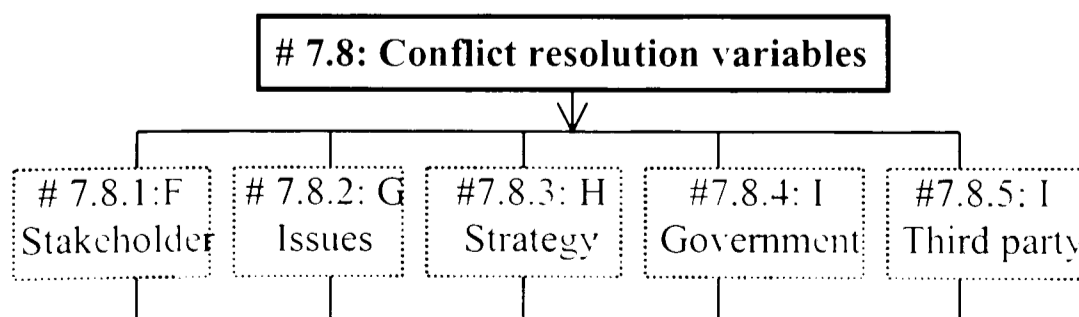 # 7.8: Conflict resolution variables
# 7.8.1:F
Stakeholder
# 7.8.2: G
Issues
#7.8.3: H
Strategy
#7.8.4: I
Government
#7.8.5: I
Third party